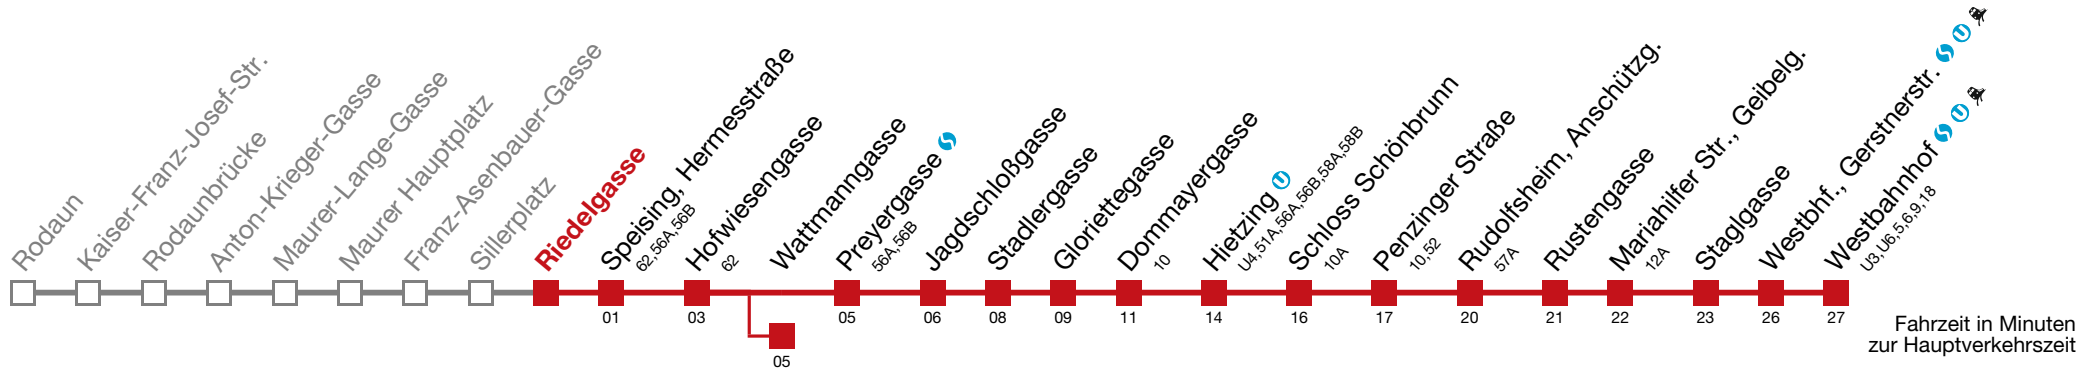 Rodaun
Kaiser-Franz-Josef-Str.
Rodaunbrücke
Anton-Krieger-Gasse
Maurer-Lange-Gasse
Maurer Hauptplatz
Franz-Asenbauer-Gasse
Sillerplatz
Riedelgasse
Speising, Hermesstraße
62,56A,56B
01
Hofwiesengasse
62
03
Wattmanngasse
05
Preyergasse
56A,56B
05
Jagdschloßgasse
06
Stadlergasse
08
Gloriettegasse
09
Dommayergasse
10
11
Hietzing U
U4,51A,56A,56B,58A,58B
14
Schloss Schönbrunn
10A
16
Penzinger Straße
10,52
17
Rudolfsheim, Anschützg.
57A
20
Rustengasse
21
Mariahilfer Str., Geibelg.
12A
22
Staglgasse
23
Westbhf., Gerstnerstr. S U
26
Westbahnhof S U
U3,U6,5,6,9,18
27
Fahrzeit in Minuten
zur Hauptverkehrszeit